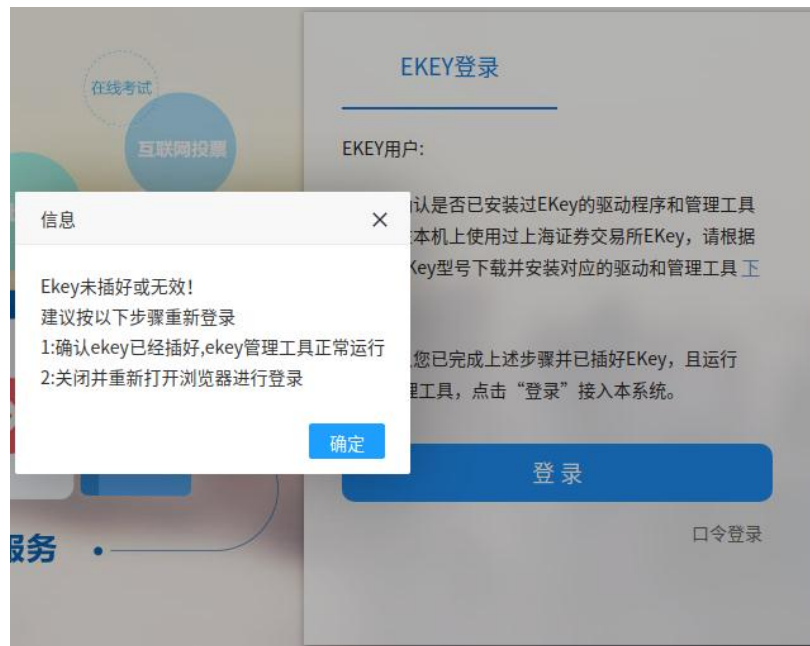 在线考试
互联网投票
EKEY登录
EKEY用户:
认是否已安装过EKey的驱动程序和管理工具
本机上使用过上海证券交易所EKey，请根据
Key型号下载并安装对应的驱动和管理工具 下
您已完成上述步骤并已插好EKey，且运行
理工具，点击“登录”接入本系统。
登 录
口令登录
信息
Ekey未插好或无效！
建议按以下步骤重新登录
1:确认ekey已经插好,ekey管理工具正常运行
2:关闭并重新打开浏览器进行登录
确定
服务